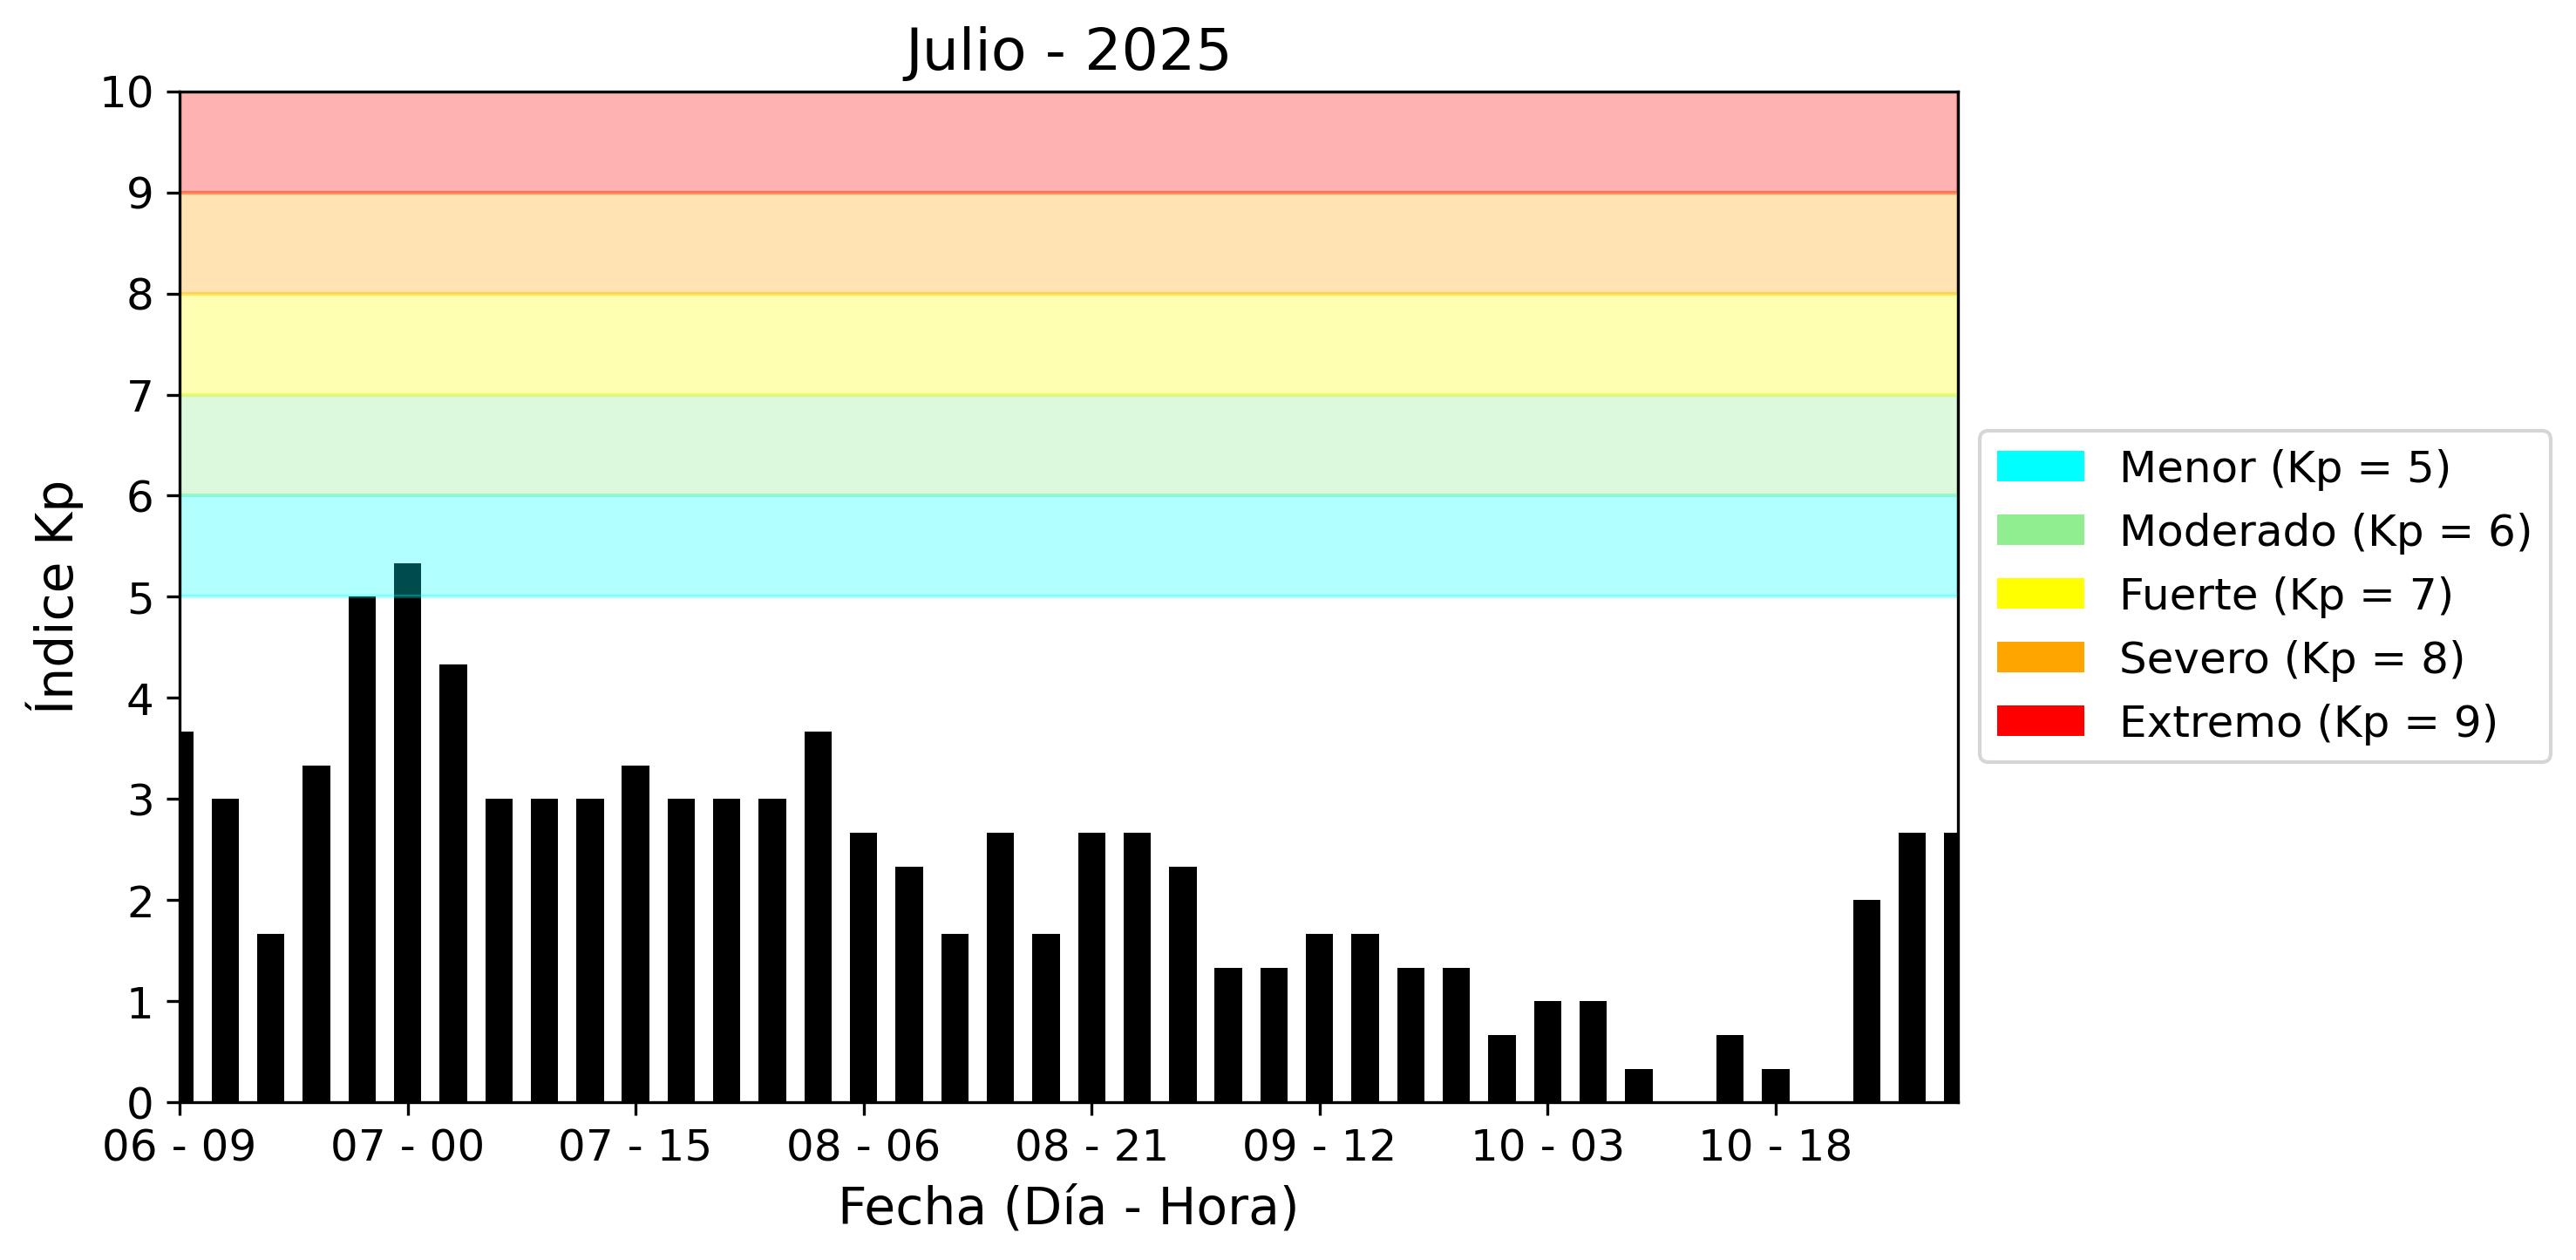 Julio - 2025
Índice Kp
10
9
8
7
6
5
4
3
2
1
0
06 - 09
07 - 00
07 - 15
08 - 06
08 - 21
09 - 12
10 - 03
10 - 18
Fecha (Día - Hora)
Menor (Kp = 5)
Moderado (Kp = 6)
Fuerte (Kp = 7)
Severo (Kp = 8)
Extremo (Kp = 9)